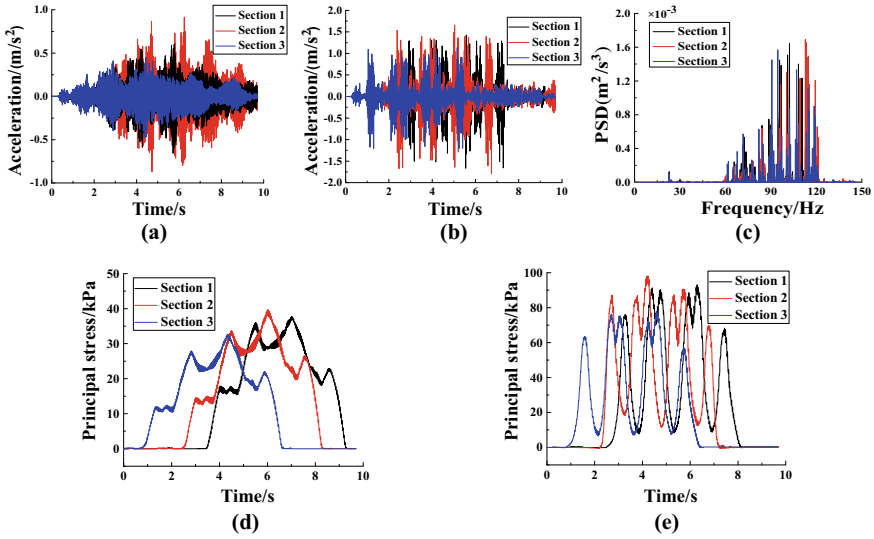 1.0
0.5
0.0
-0.5
-1.0
Acceleration/(m/s²)
Section 1
Section 2
Section 3
0 2 4 6 8 10
Time/s
(a)
2.0
1.5
1.0
0.5
0.0
-0.5
-1.0
-1.5
-2.0
Acceleration/(m/s²)
Section 1
Section 2
Section 3
0 2 4 6 8 10
Time/s
(b)
×10⁻³
2.0
1.6
1.2
0.8
0.4
0.0
PSD(m²/s³)
Section 1
Section 2
Section 3
0 30 60 90 120 150
Frequency/Hz
(c)
50
40
30
20
10
0
Principal stress/kPa
Section 1
Section 2
Section 3
0 2 4 6 8 10
Time/s
(d)
100
80
60
40
20
0
Principal stress/kPa
Section 1
Section 2
Section 3
0 2 4 6 8 10
Time/s
(e)